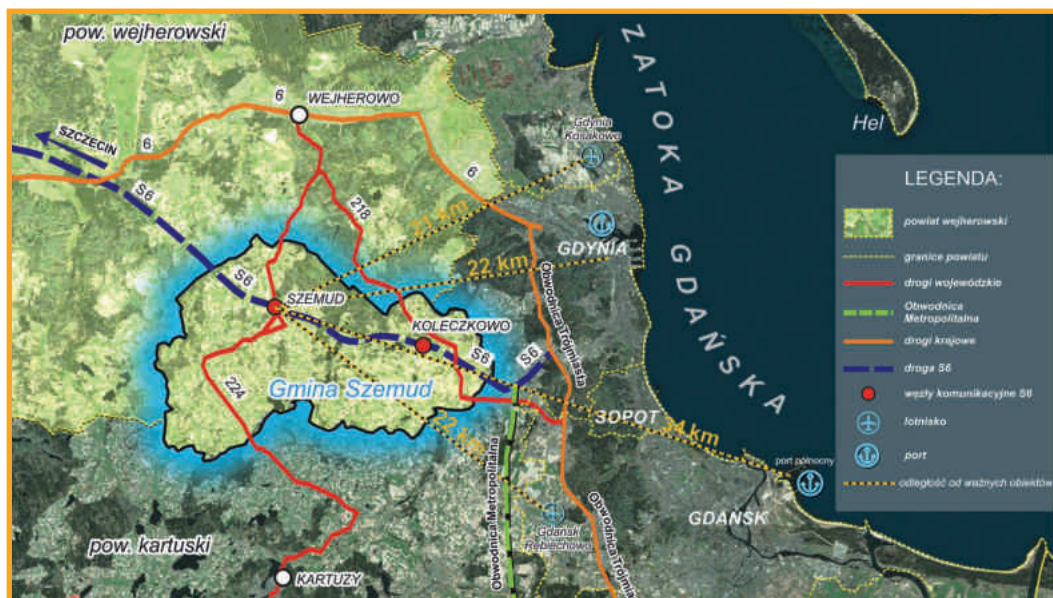 pow. wejherowski
6
WEJHEROWO
6
SZCZECIN
6
S6
218
S6
SZEMUD
KOLECZKOWO
S6
S6
224
Gmina Szemud
pow. kartuski
KARTUZY
Gdynia
Kosakowo
31 km
GDYNIA
22 km
Obwodnica Trójmiasta
SOPOT
34 km
22 km
Obwodnica Metropolitalna
Gdańsk
Rębiechowo
Obwodnica Trójmia
GDAŃSK
port północny
ZATOKA GDAŃSKA
Hel
LEGENDA:
powiat wejherowski
granice powiatu
drogi wojewódzkie
Obwodnica
Metropolitalna
drogi krajowe
droga S6
węzły komunikacyjne S6
lotnisko
port
odległość od ważnych obiektów